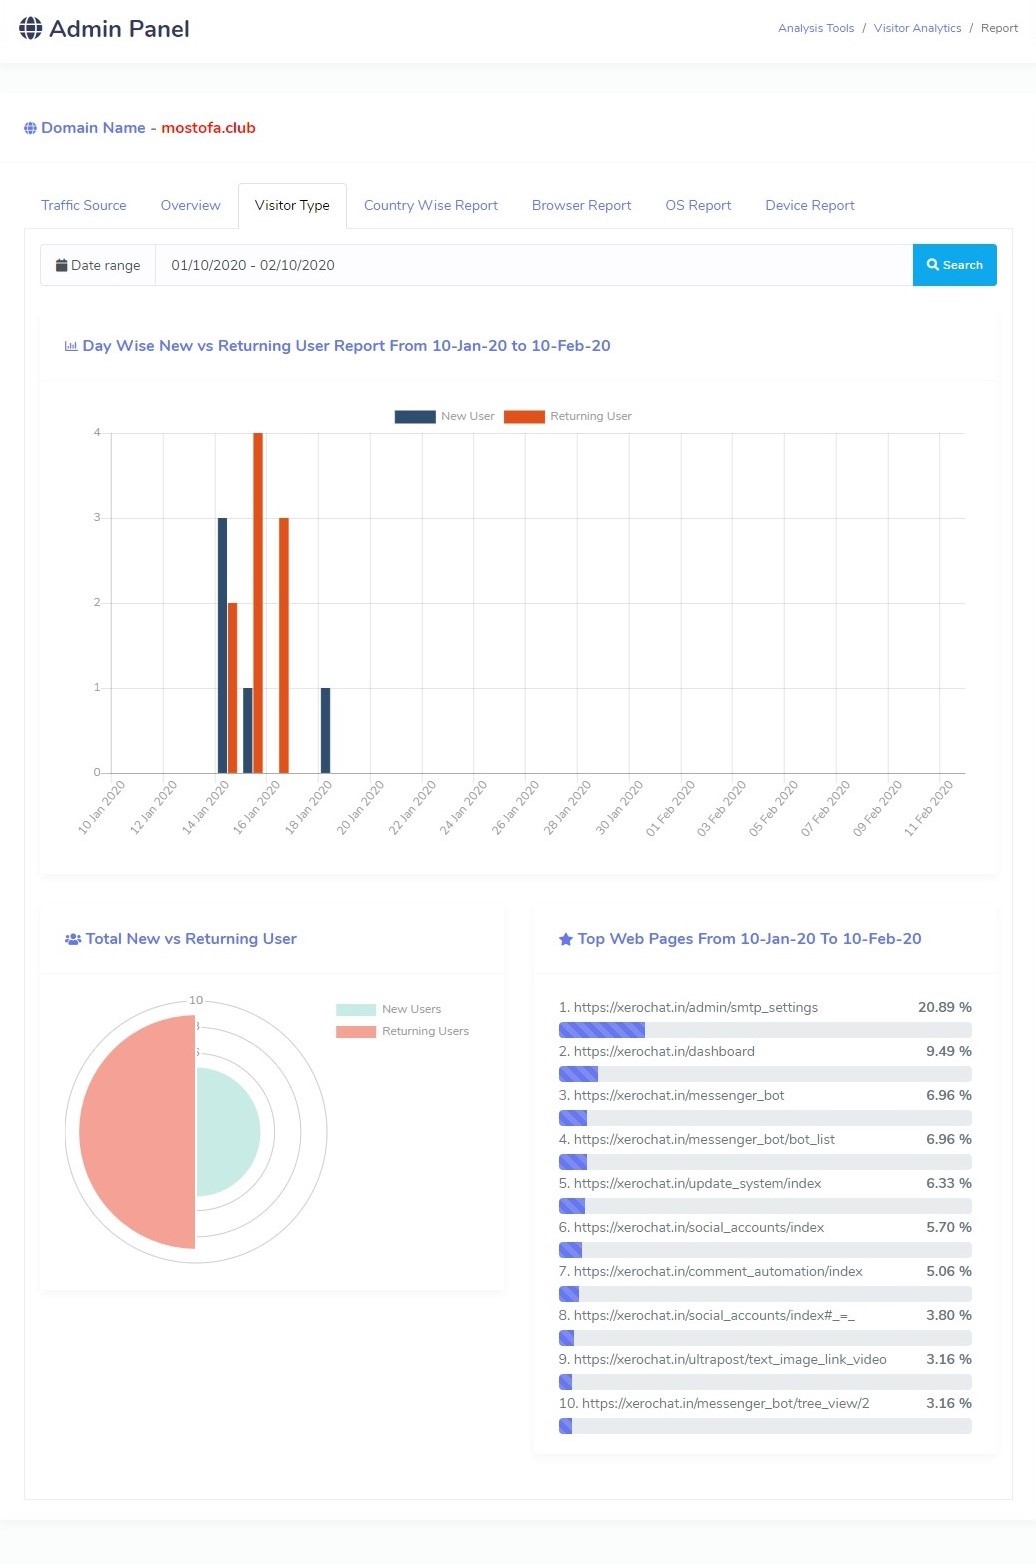 Admin Panel
Analysis Tools / Visitor Analytics / Report
Domain Name - mostofa.club
Traffic Source Overview Visitor Type Country Wise Report Browser Report OS Report Device Report
Date range 01/10/2020 - 02/10/2020 Search
Day Wise New vs Returning User Report From 10-Jan-20 to 10-Feb-20
New User Returning User
4
3
2
1
0
10 Jan 2020 12 Jan 2020 14 Jan 2020 16 Jan 2020 18 Jan 2020 20 Jan 2020 22 Jan 2020 24 Jan 2020 26 Jan 2020 28 Jan 2020 30 Jan 2020 01 Feb 2020 03 Feb 2020 05 Feb 2020 07 Feb 2020 09 Feb 2020 11 Feb 2020
Total New vs Returning User
10
New Users
Returning Users
Top Web Pages From 10-Jan-20 To 10-Feb-20
1. https://xerochat.in/admin/smtp_settings 20.89 %
2. https://xerochat.in/dashboard 9.49 %
3. https://xerochat.in/messenger_bot 6.96 %
4. https://xerochat.in/messenger_bot/bot_list 6.96 %
5. https://xerochat.in/update_system/index 6.33 %
6. https://xerochat.in/social_accounts/index 5.70 %
7. https://xerochat.in/comment_automation/index 5.06 %
8. https://xerochat.in/social_accounts/index#_=_ 3.80 %
9. https://xerochat.in/ultrapost/text_image_link_video 3.16 %
10. https://xerochat.in/messenger_bot/tree_view/2 3.16 %